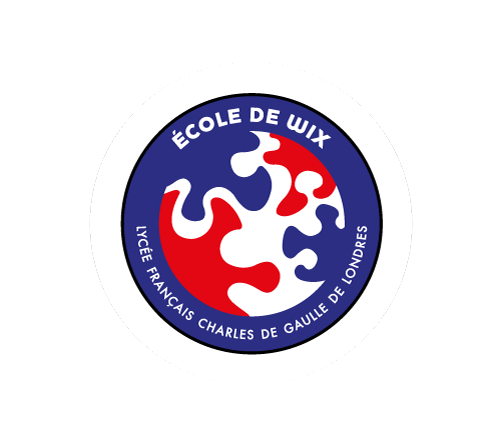 ÉCOLE DE WIX
LYCÉE FRANÇAIS CHARLES DE GAULLE DE LONDRES